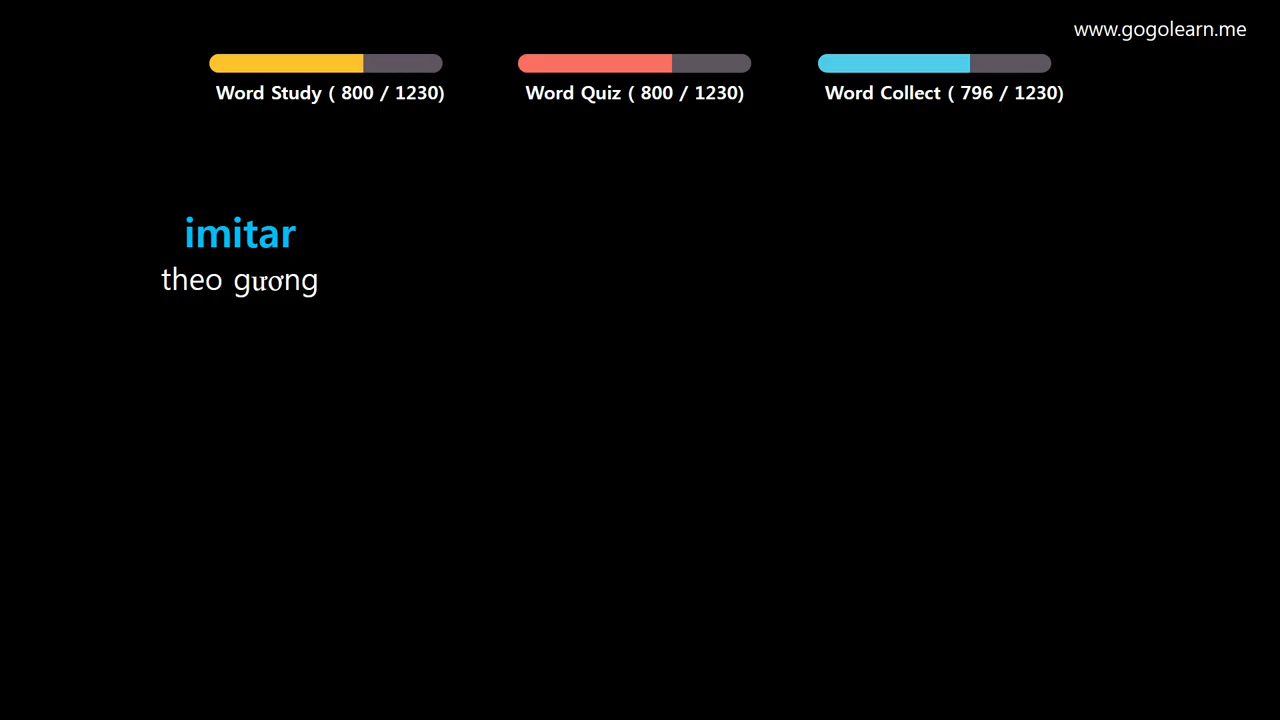 www.gogolearn.me
Word Study ( 800 / 1230)
Word Quiz ( 800 / 1230)
Word Collect ( 796 / 1230)
imitar
theo gương